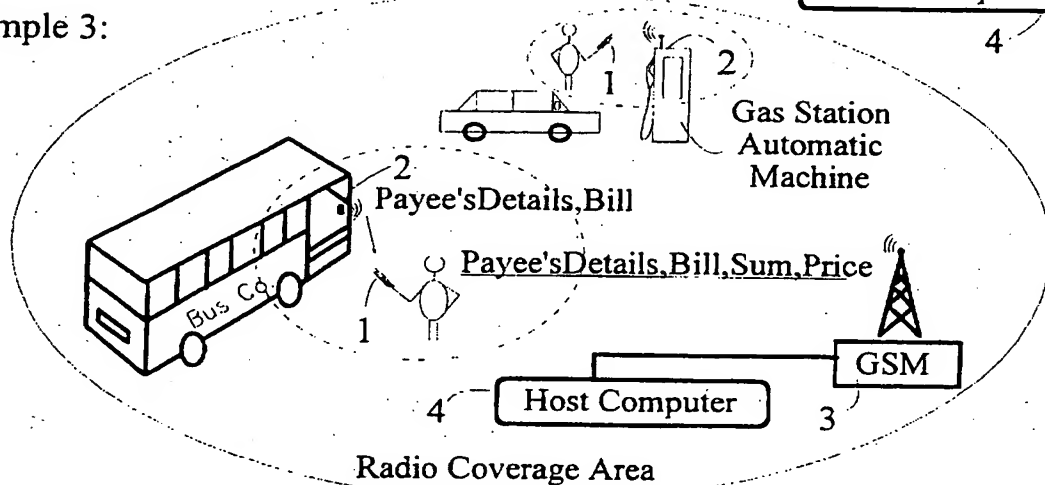 mple 3:
4
1
2
Gas Station
Automatic
Machine
2
Payee'sDetails,Bill
Payee'sDetails,Bill,Sum,Price
Bus Co.
1
GSM
4
Host Computer
3
Radio Coverage Area